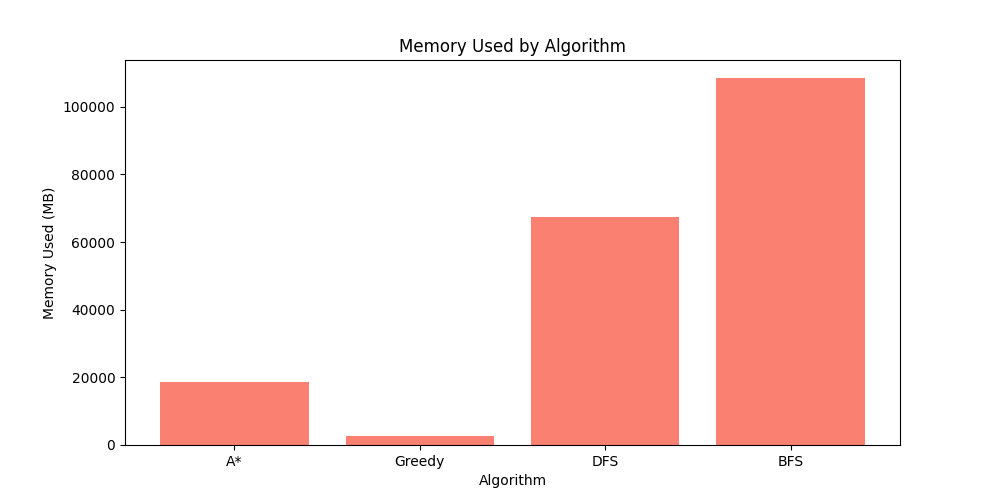 Memory Used by Algorithm
Memory Used (MB)
100000
80000
60000
40000
20000
0
A*
Greedy
DFS
BFS
Algorithm